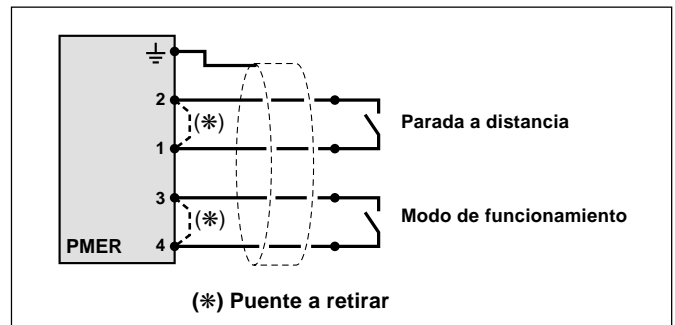 2
(✻)
Parada a distancia
1
3
(✻)
Modo de funcionamiento
PMER 4
(✻) Puente a retirar